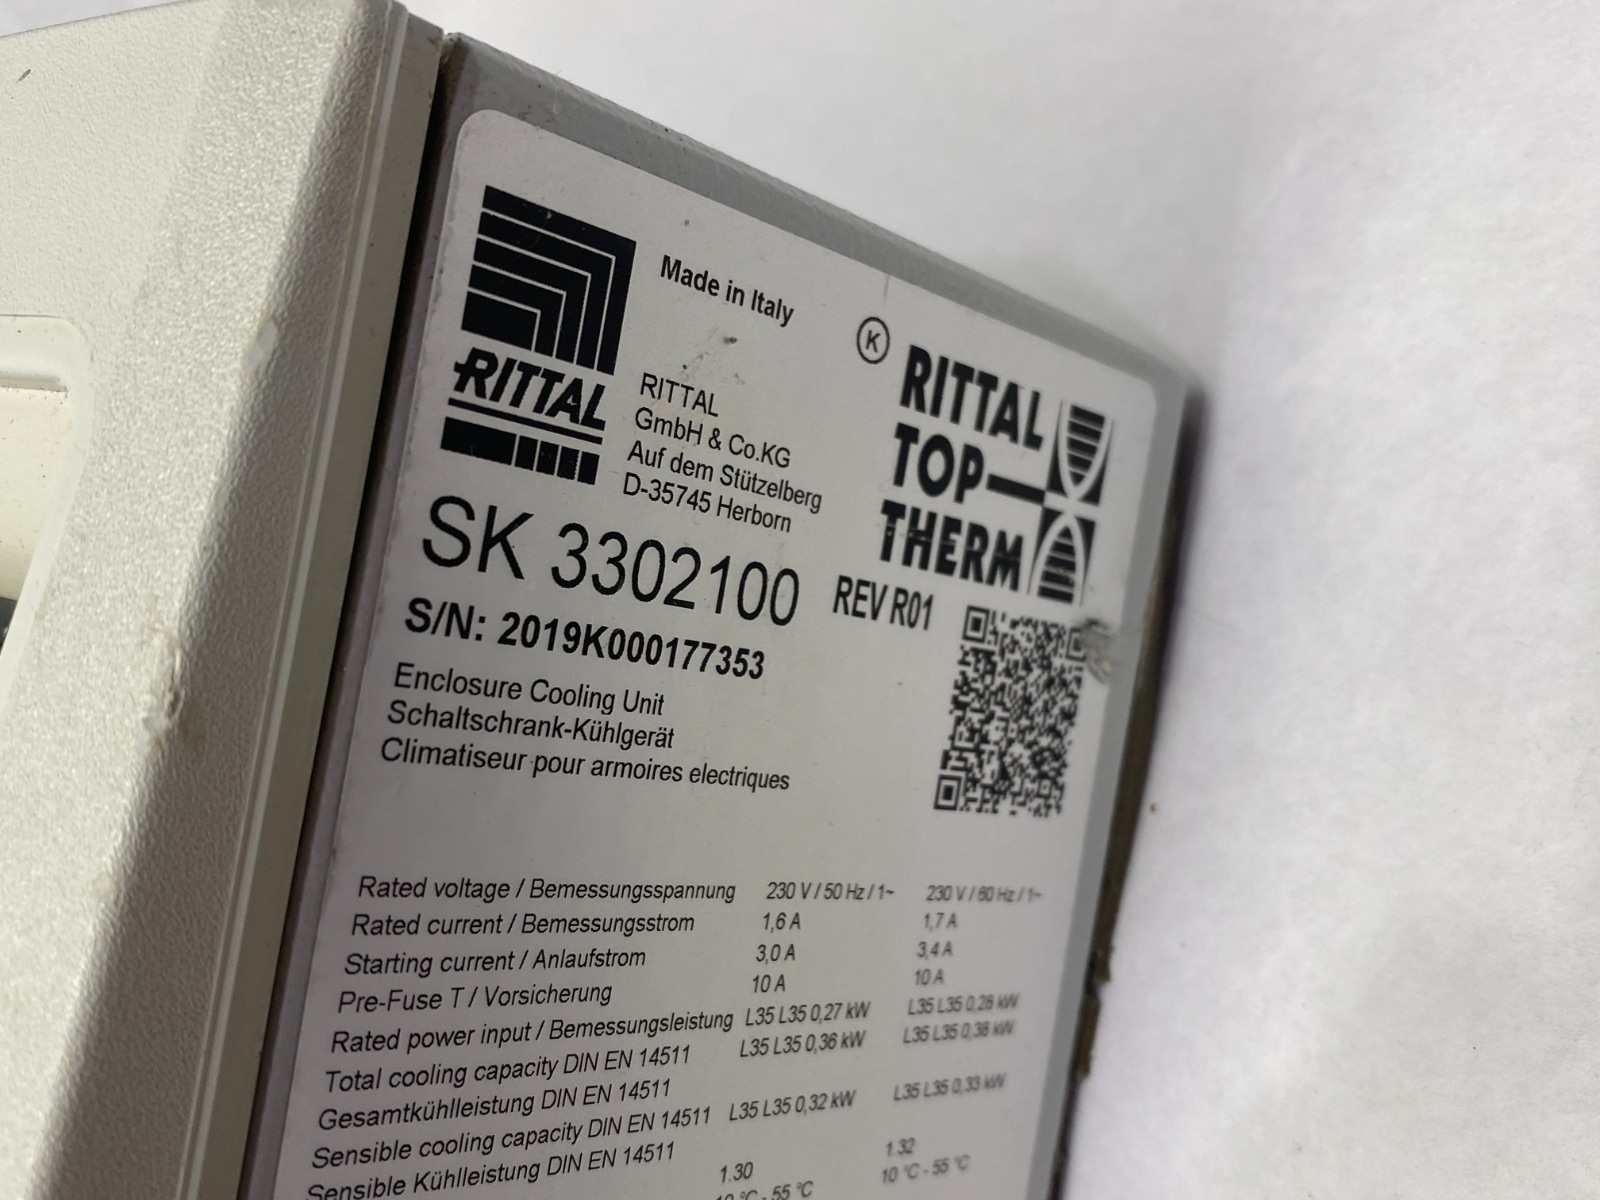 Made in Italy
RITTAL
RITTAL
GmbH & Co.KG
Auf dem Stützelberg
D-35745 Herborn
K
RITTAL
TOP
THERM
SK 3302100 REV R01
S/N: 2019K000177353
Enclosure Cooling Unit
Schaltschrank-Kühlgerät
Climatiseur pour armoires electriques
Rated voltage / Bemessungsspannung 230 V / 50 Hz / 1~ 230 V / 60 Hz / 1~
Rated current / Bemessungsstrom 1,6 A 1,7 A
Starting current / Anlaufstrom 3,0 A 3,4 A
Pre-Fuse T / Vorsicherung 10 A 10 A
Rated power input / Bemessungsleistung L35 L35 0,27 kW L35 L35 0,28 kW
Total cooling capacity DIN EN 14511 L35 L35 0,36 kW L35 L35 0,38 kW
Gesamtkühlleistung DIN EN 14511
Sensible cooling capacity DIN EN 14511 L35 L35 0,32 kW L35 L35 0,33 kW
Sensible Kühlleistung DIN EN 14511
1.30 1.32
10 °C - 55 °C 10 °C - 55 °C